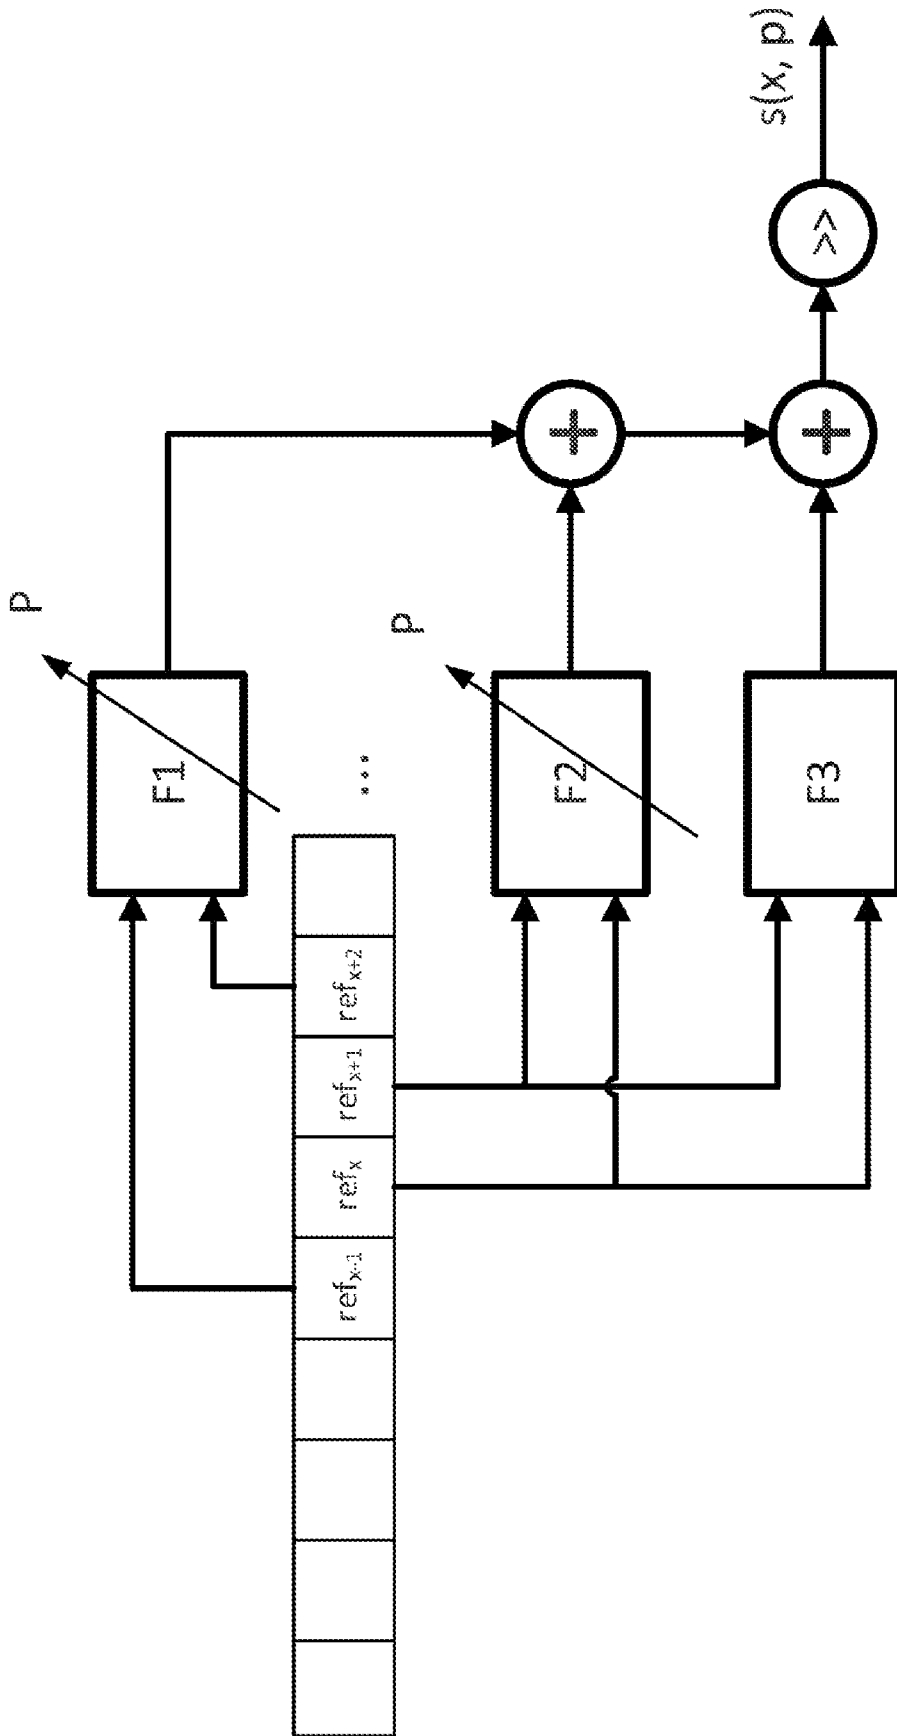 p
F1
ref<sub>x-1</sub>
ref<sub>x</sub>
ref<sub>x+1</sub>
ref<sub>x+2</sub>
...
p
F2
+
F3
+
>>
s(x, p)